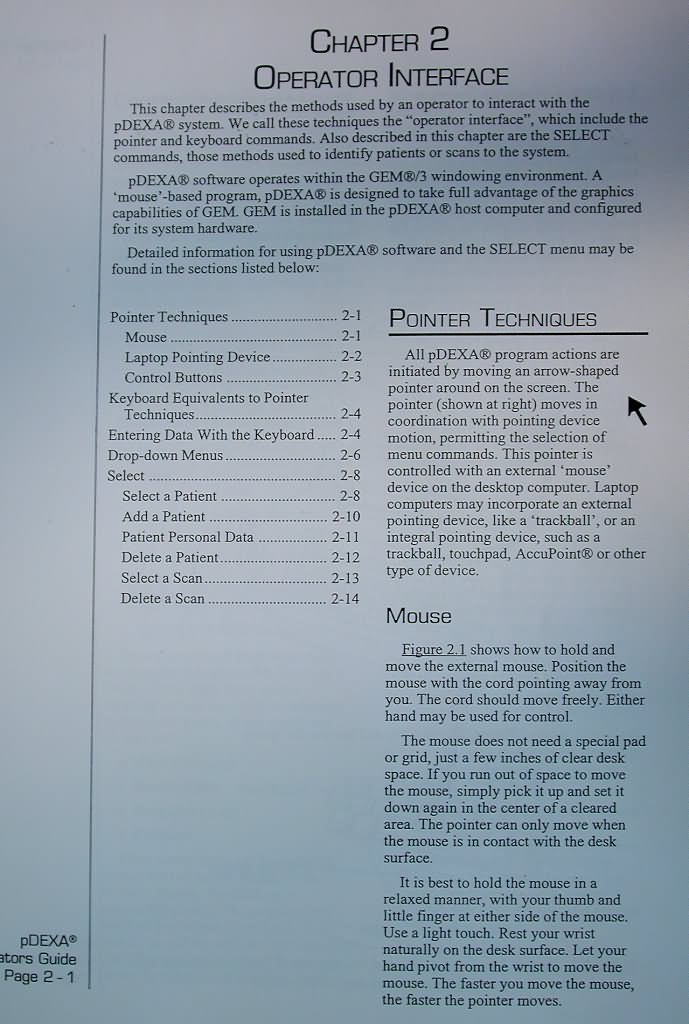 CHAPTER 2
OPERATOR INTERFACE
This chapter describes the methods used by an operator to interact with the
pDEXA® system. We call these techniques the “operator interface”, which include the
pointer and keyboard commands. Also described in this chapter are the SELECT
commands, those methods used to identify patients or scans to the system.
pDEXA® software operates within the GEM®/3 windowing environment. A
‘mouse’-based program, pDEXA® is designed to take full advantage of the graphics
capabilities of GEM. GEM is installed in the pDEXA® host computer and configured
for its system hardware.
Detailed information for using pDEXA® software and the SELECT menu may be
found in the sections listed below:
Pointer Techniques ............................ 2-1
Mouse ............................................ 2-1
Laptop Pointing Device................. 2-2
Control Buttons ............................. 2-3
Keyboard Equivalents to Pointer
Techniques..................................... 2-4
Entering Data With the Keyboard ..... 2-4
Drop-down Menus............................. 2-6
Select ................................................. 2-8
Select a Patient .............................. 2-8
Add a Patient ................................ 2-10
Patient Personal Data .................. 2-11
Delete a Patient............................ 2-12
Select a Scan................................ 2-13
Delete a Scan ............................... 2-14
POINTER TECHNIQUES
All pDEXA® program actions are
initiated by moving an arrow-shaped
pointer around on the screen. The
pointer (shown at right) moves in
coordination with pointing device
motion, permitting the selection of
menu commands. This pointer is
controlled with an external ‘mouse’
device on the desktop computer. Laptop
computers may incorporate an external
pointing device, like a ‘trackball’, or an
integral pointing device, such as a
trackball, touchpad, AccuPoint® or other
type of device.
Mouse
Figure 2.1 shows how to hold and
move the external mouse. Position the
mouse with the cord pointing away from
you. The cord should move freely. Either
hand may be used for control.
The mouse does not need a special pad
or grid, just a few inches of clear desk
space. If you run out of space to move
the mouse, simply pick it up and set it
down again in the center of a cleared
area. The pointer can only move when
the mouse is in contact with the desk
surface.
It is best to hold the mouse in a
relaxed manner, with your thumb and
little finger at either side of the mouse.
Use a light touch. Rest your wrist
naturally on the desk surface. Let your
hand pivot from the wrist to move the
mouse. The faster you move the mouse,
the faster the pointer moves.
pDEXA®
ators Guide
Page 2 - 1